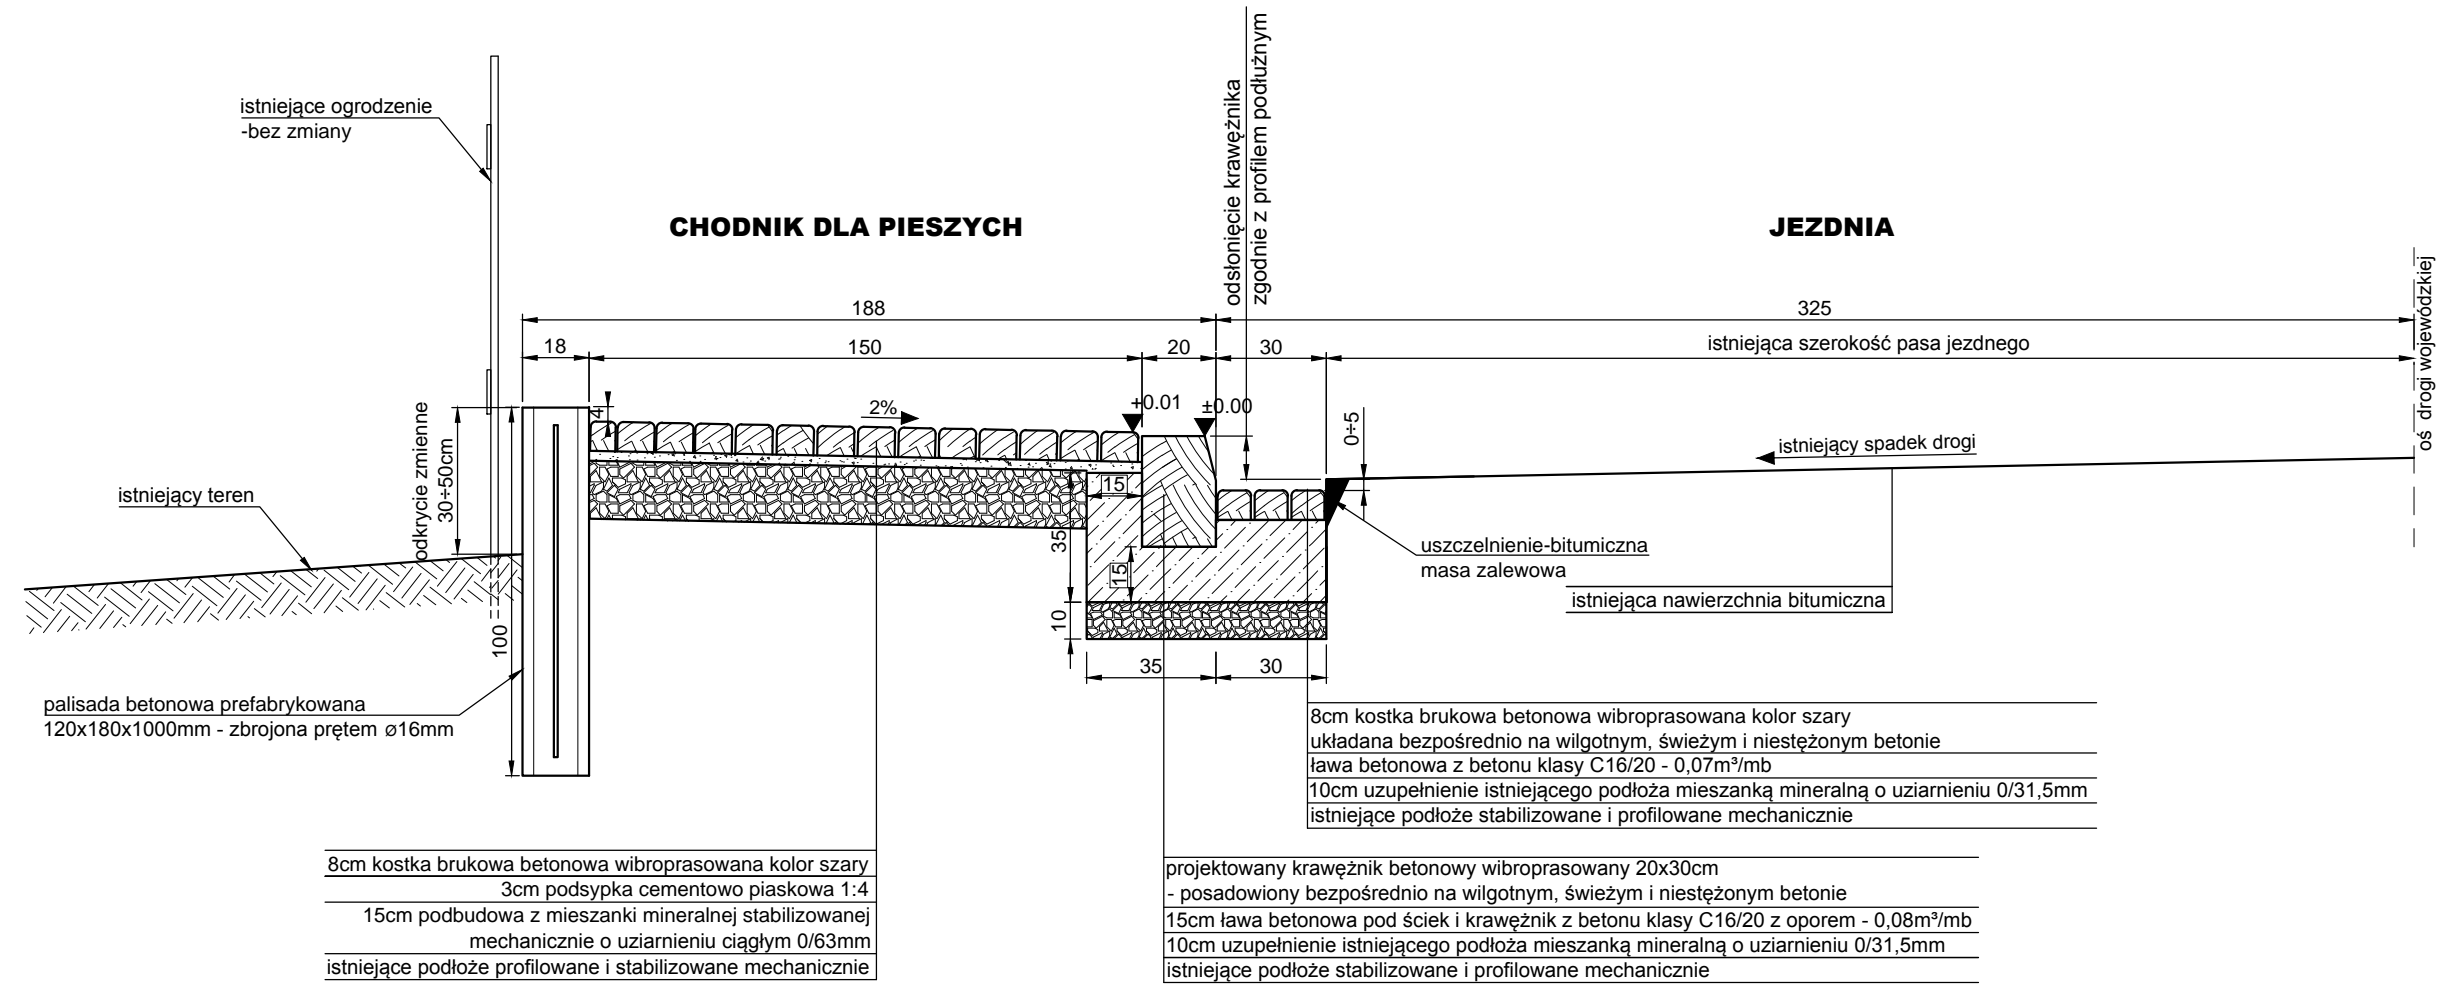 istniejące ogrodzenie
-bez zmiany
odsłonięcie krawężnika
zgodnie z profilem podłużnym
CHODNIK DLA PIESZYCH
JEZDNIA
oś drogi wojewódzkiej
188
325
18
150
20
30
istniejąca szerokość pasa jezdnego
odkrycie zmienne
30÷50cm
4
2%
+0.01
±0.00
0÷5
istniejący spadek drogi
istniejący teren
15
35
15
10
100
35
30
uszczelnienie-bitumiczna
masa zalewowa
istniejąca nawierzchnia bitumiczna
palisada betonowa prefabrykowana
120x180x1000mm - zbrojona prętem ø16mm
8cm kostka brukowa betonowa wibroprasowana kolor szary
układana bezpośrednio na wilgotnym, świeżym i niestężonym betonie
ława betonowa z betonu klasy C16/20 - 0,07m³/mb
10cm uzupełnienie istniejącego podłoża mieszanką mineralną o uziarnieniu 0/31,5mm
istniejące podłoże stabilizowane i profilowane mechanicznie
8cm kostka brukowa betonowa wibroprasowana kolor szary
3cm podsypka cementowo piaskowa 1:4
15cm podbudowa z mieszanki mineralnej stabilizowanej
mechanicznie o uziarnieniu ciągłym 0/63mm
istniejące podłoże profilowane i stabilizowane mechanicznie
projektowany krawężnik betonowy wibroprasowany 20x30cm
- posadowiony bezpośrednio na wilgotnym, świeżym i niestężonym betonie
15cm ława betonowa pod ściek i krawężnik z betonu klasy C16/20 z oporem - 0,08m³/mb
10cm uzupełnienie istniejącego podłoża mieszanką mineralną o uziarnieniu 0/31,5mm
istniejące podłoże stabilizowane i profilowane mechanicznie